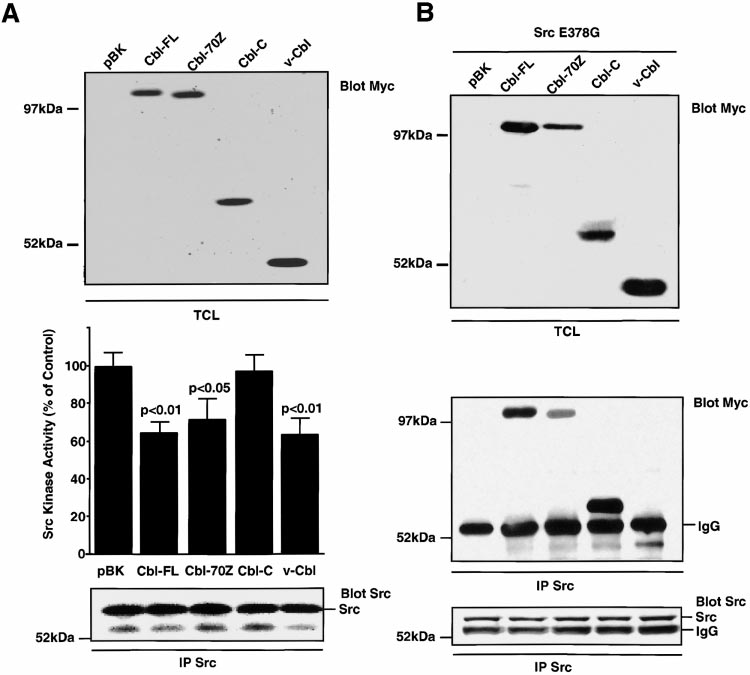 A
pBK Cbl-FL Cbl-70Z Cbl-C v-Cbl
Blot Myc
97kDa
52kDa
TCL
Src Kinase Activity (% of Control)
100
80
60
40
20
0
p<0.01
p<0.05
p<0.01
pBK Cbl-FL Cbl-70Z Cbl-C v-Cbl
Blot Src
Src
52kDa
IP Src
B
Src E378G
pBK Cbl-FL Cbl-70Z Cbl-C v-Cbl
Blot Myc
97kDa
52kDa
TCL
Blot Myc
97kDa
IgG
52kDa
IP Src
Blot Src
Src
IgG
52kDa
IP Src